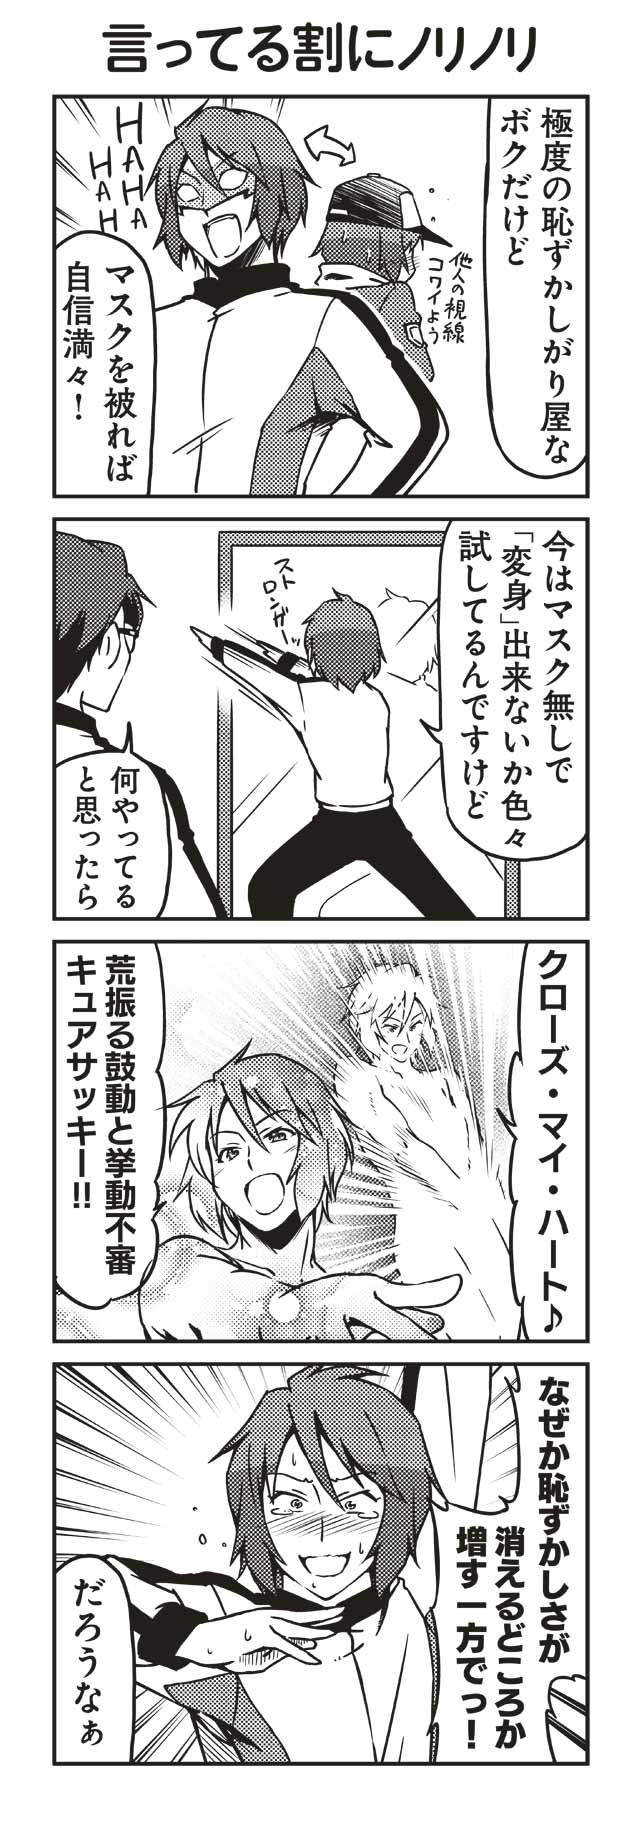 言ってる割にノリノリ
極度の恥ずかしがり屋な
ボクだけど
他人の視線
コワイよう
HAHA
HAHA
HAH
マスクを被れば
自信満々！
今はマスク無しで
「変身」出来ないか色々
試してるんですけど
ストロンガーッ
何やってる
と思ったら
クローズ・マイ・ハート♪
荒振る鼓動と挙動不審
キュアサッキー!!
なぜか恥ずかしさが
消えるどころか
増す一方でっ！
だろうなぁ